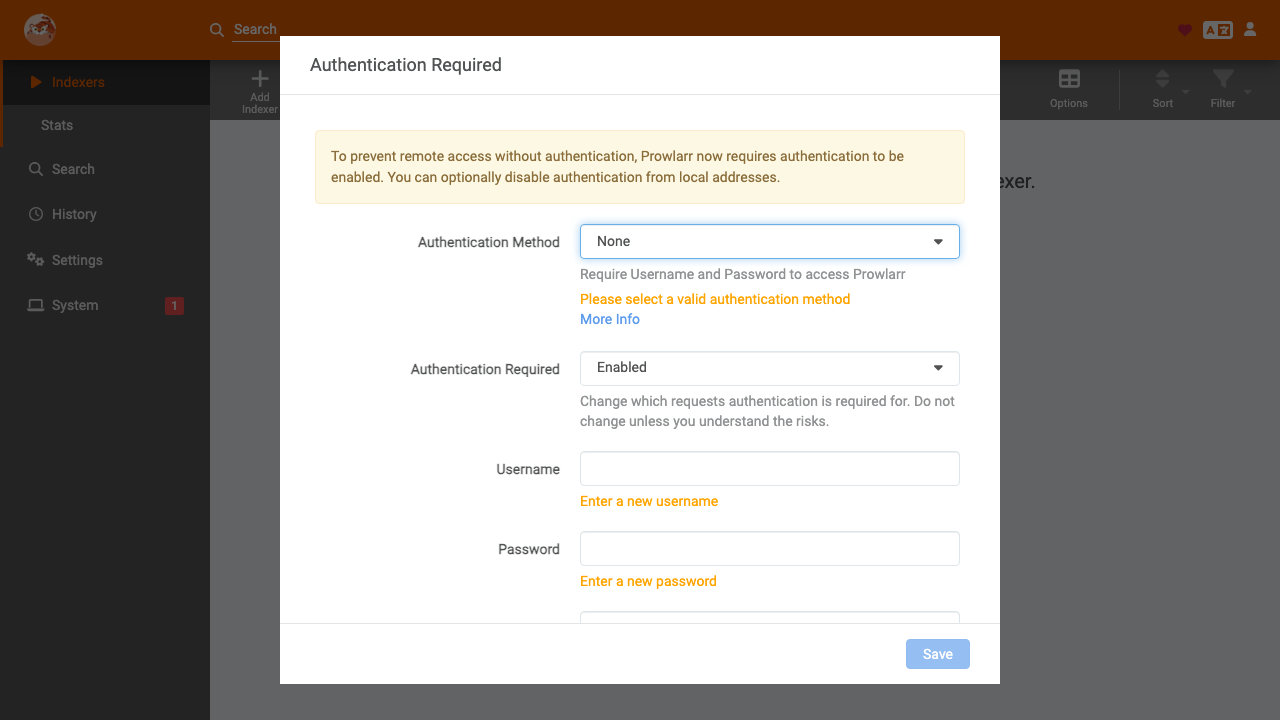 Search
Authentication Required
Indexers
Stats
Search
History
Settings
System
1
Add
Indexer
Options
Sort
Filter
To prevent remote access without authentication, Prowlarr now requires authentication to be
enabled. You can optionally disable authentication from local addresses.
Authentication Method
None
Require Username and Password to access Prowlarr
Please select a valid authentication method
More Info
Authentication Required
Enabled
Change which requests authentication is required for. Do not
change unless you understand the risks.
Username
Enter a new username
Password
Enter a new password
Save